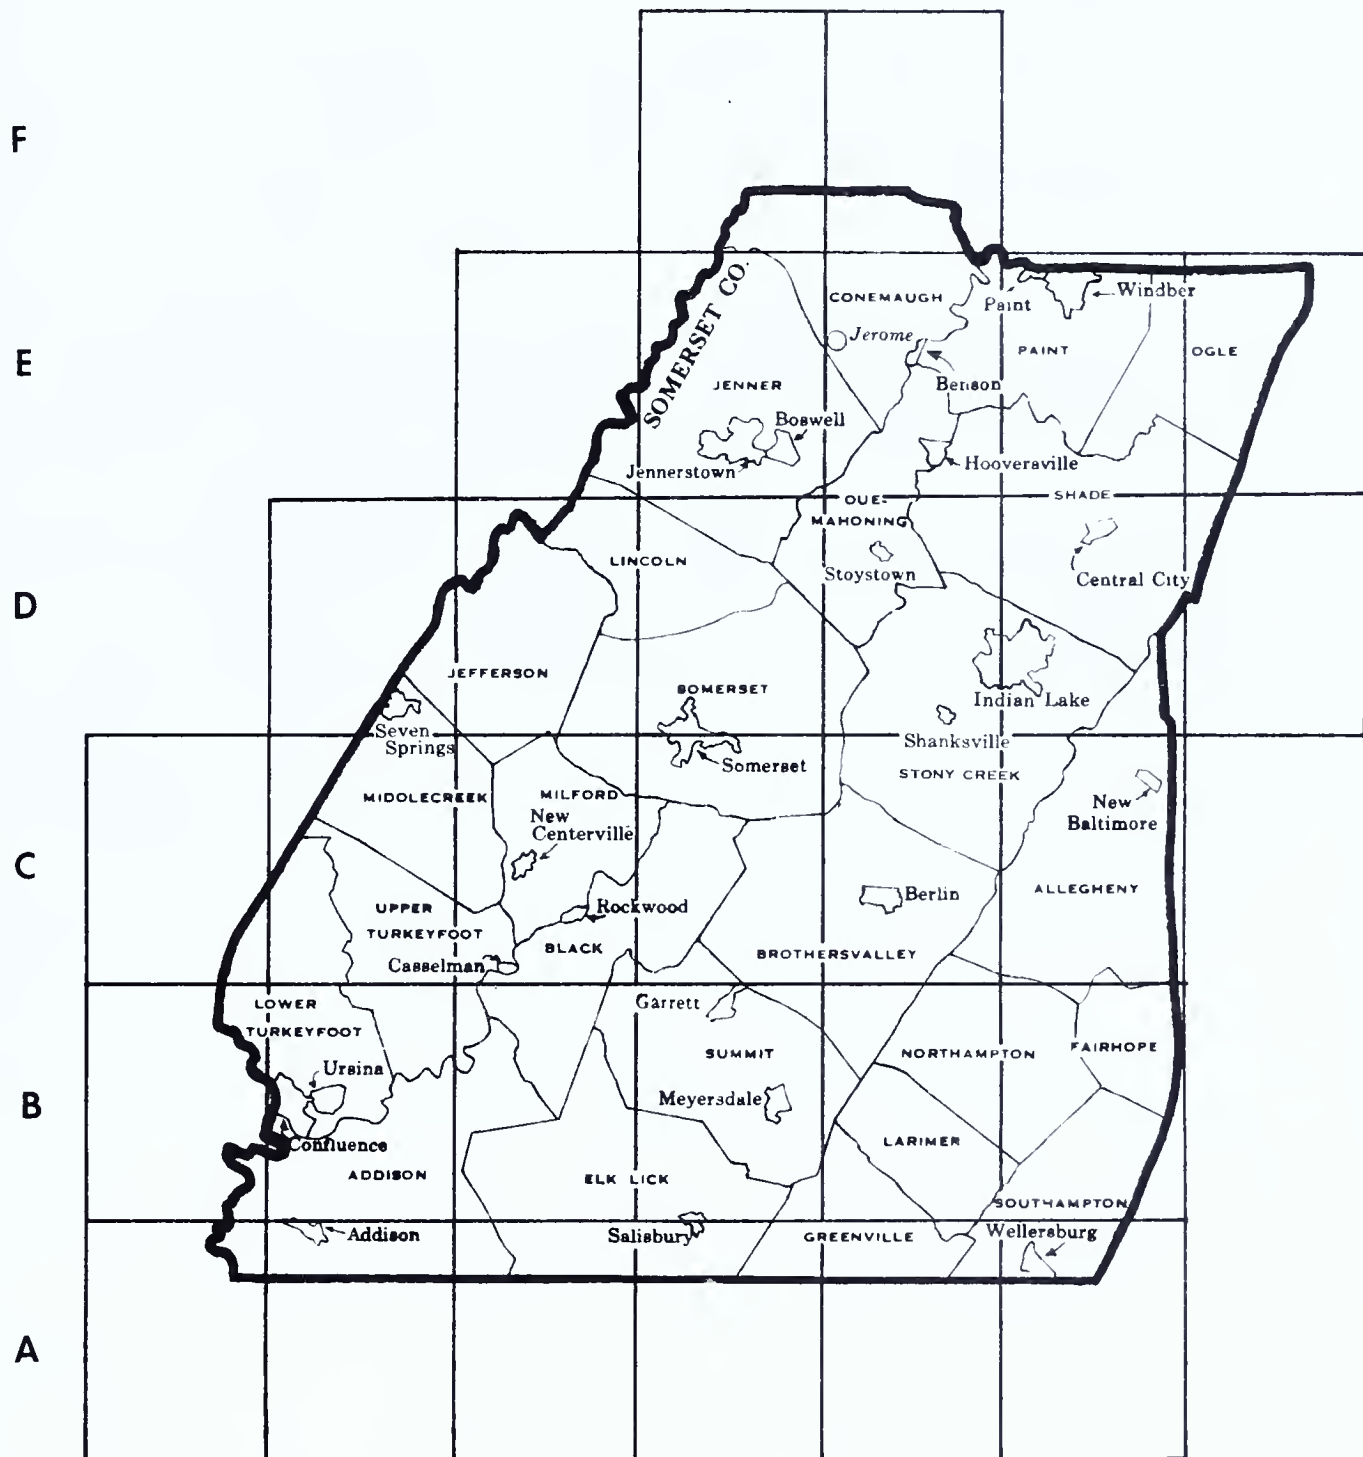 F
SOMERSET CO.
CONEMAUGH
Paint
Windber
Jerome
PAINT
OGLE
E
JENNER
Benson
Boswell
Jennerstown
Hooversville
QUE-
MAHONING
SHADE
LINCOLN
Stoystown
Central City
D
JEFFERSON
SOMERSET
Indian Lake
Seven
Springs
Shanksville
Somerset
STONY CREEK
MIDDLECREEK
MILFORD
New
Centerville
New
Baltimore
C
UPPER
TURKEYFOOT
Rockwood
Berlin
ALLEGHENY
BLACK
BROTHERSVALLEY
Casselman
LOWER
TURKEYFOOT
Garrett
SUMMIT
NORTHAMPTON
FAIRHOPE
Ursina
B
Meyersdale
Confluence
LARIMER
ADDISON
ELK LICK
SOUTHAMPTON
Addison
Salisbury
GREENVILLE
Wellersburg
A